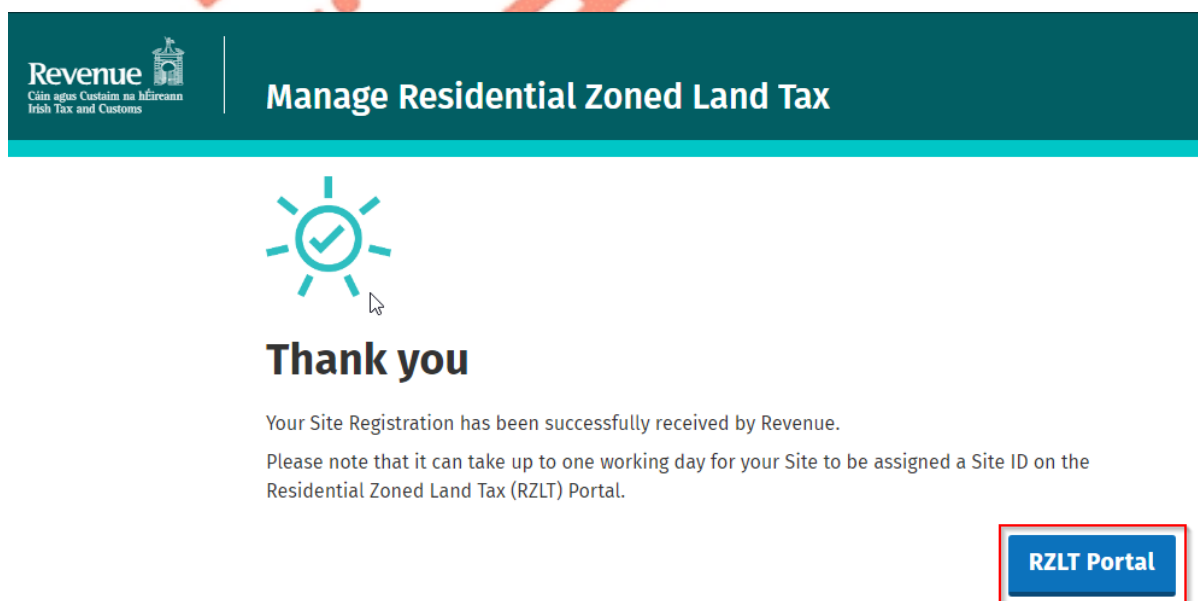 Revenue
Cáin agus Custaim na hÉireann
Irish Tax and Customs
Manage Residential Zoned Land Tax
Thank you
Your Site Registration has been successfully received by Revenue.
Please note that it can take up to one working day for your Site to be assigned a Site ID on the
Residential Zoned Land Tax (RZLT) Portal.
RZLT Portal